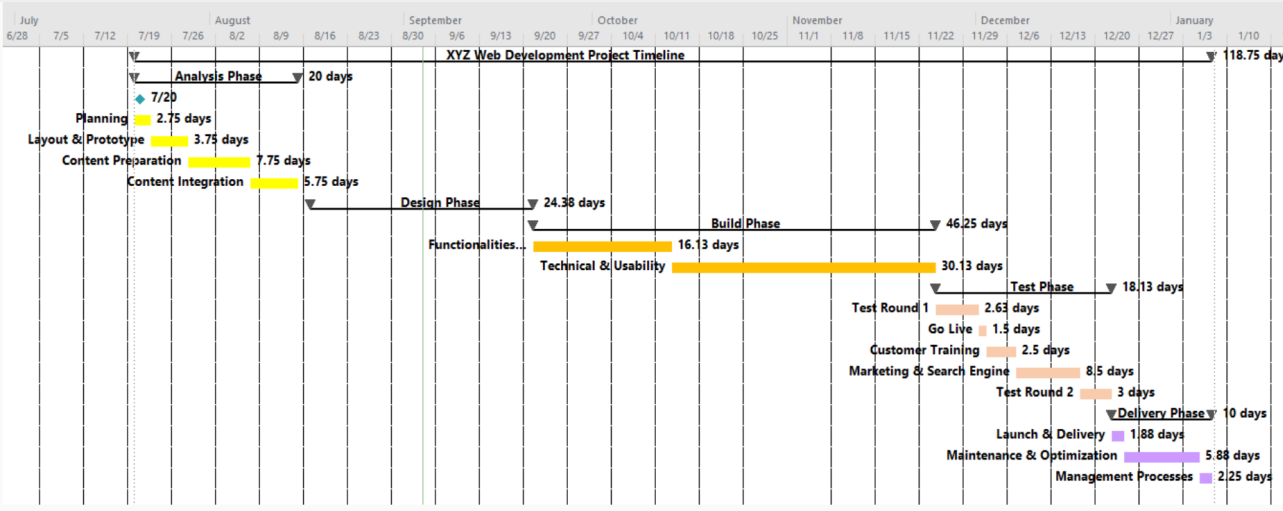 July August September October November December January
6/28 7/5 7/12 7/19 7/26 8/2 8/9 8/16 8/23 8/30 9/6 9/13 9/20 9/27 10/4 10/11 10/18 10/25 11/1 11/8 11/15 11/22 11/29 12/6 12/13 12/20 12/27 1/3 1/10
XYZ Web Development Project Timeline 118.75 day
Analysis Phase 20 days
7/20
Planning 2.75 days
Layout & Prototype 3.75 days
Content Preparation 7.75 days
Content Integration 5.75 days
Design Phase 24.38 days
Build Phase 46.25 days
Functionalities... 16.13 days
Technical & Usability 30.13 days
Test Phase 18.13 days
Test Round 1 2.63 days
Go Live 1.5 days
Customer Training 2.5 days
Marketing & Search Engine 8.5 days
Test Round 2 3 days
Delivery Phase 10 days
Launch & Delivery 1.88 days
Maintenance & Optimization 5.88 days
Management Processes 2.25 days